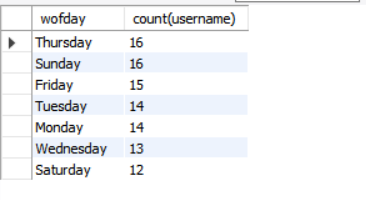 wofday count(username)
Thursday 16
Sunday 16
Friday 15
Tuesday 14
Monday 14
Wednesday 13
Saturday 12